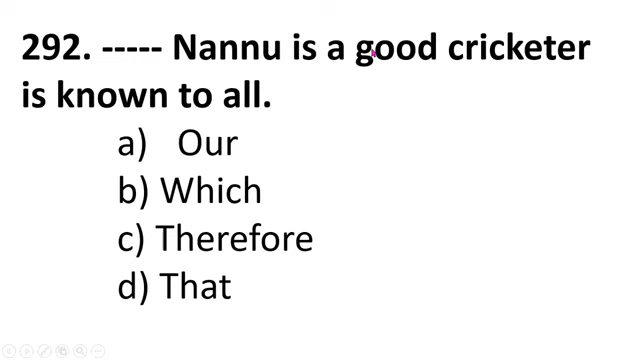 292. ----- Nannu is a good cricketer
is known to all.
a) Our
b) Which
c) Therefore
d) That